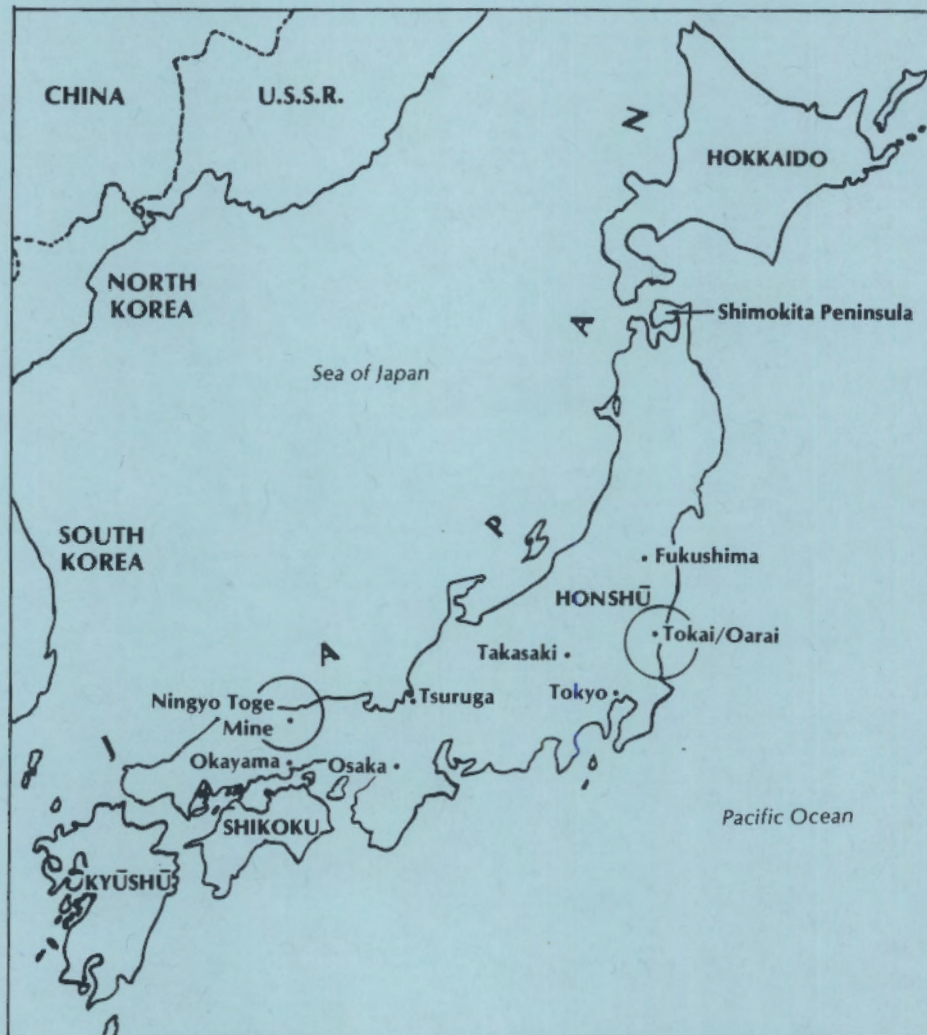 CHINA
U.S.S.R.
HOKKAIDO
NORTH
KOREA
Shimokita Peninsula
Sea of Japan
SOUTH
KOREA
Fukushima
HONSHŪ
Tokai/Oarai
Takasaki
Ningyo Toge
Mine
Tsuruga
Tokyo
Okayama
Osaka
Pacific Ocean
SHIKOKU
KYŪSHŪ
J A P A N